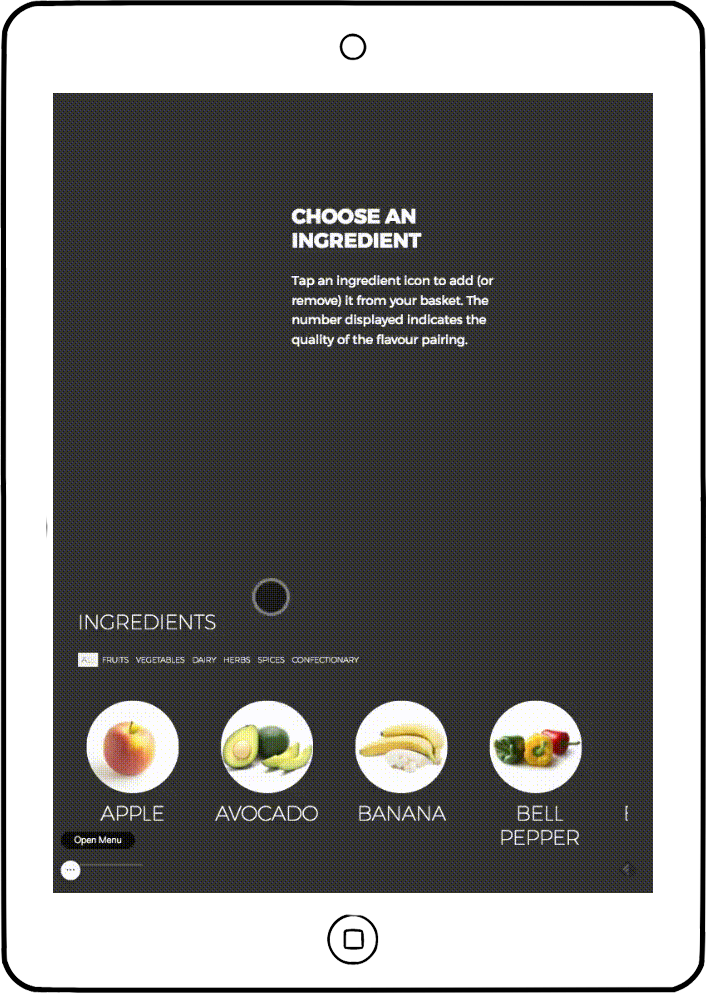 CHOOSE AN
INGREDIENT
Tap an ingredient icon to add (or
remove) it from your basket. The
number displayed indicates the
quality of the flavour pairing.
INGREDIENTS
ALL FRUITS VEGETABLES DAIRY HERBS SPICES CONFECTIONARY
APPLE
AVOCADO
BANANA
BELL
PEPPER
Open Menu